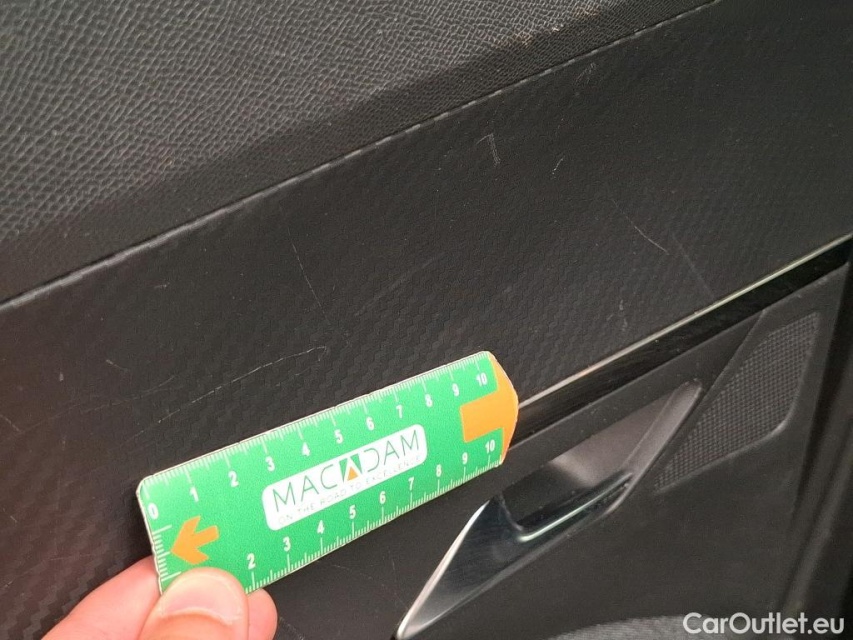 0 1 2 3 4 5 6 7 8 9 10
MACADAM
ON THE ROAD TO EXCELLENCE
2 3 4 5 6 7 8 9 10
CarOutlet.eu